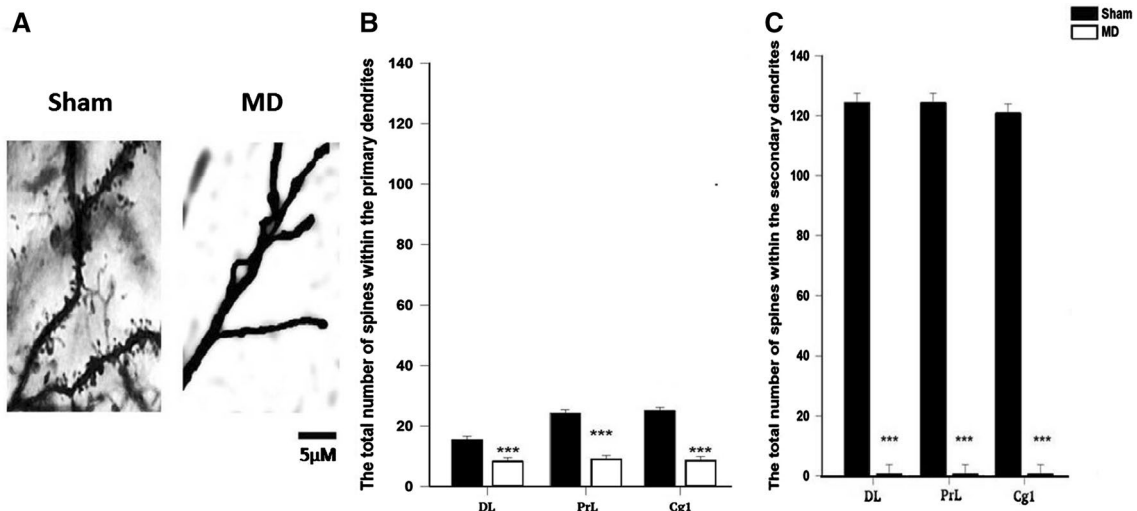 A
Sham
MD
5µM
B
The total number of spines within the primary dendrites
140
120
100
80
60
40
20
0
***
***
***
DL
PrL
Cg1
C
Sham
MD
The total number of spines within the secondary dendrites
140
120
100
80
60
40
20
0
***
***
***
DL
PrL
Cg1